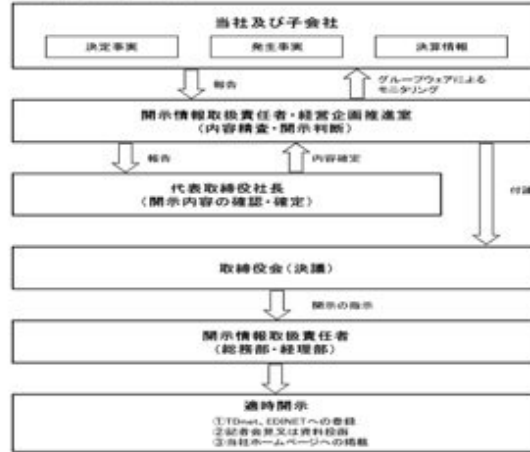 当社及び子会社
決定事実
発生事実
決算情報
報告
グループウェアによる
モニタリング
開示情報取扱責任者・経営企画推進室
(内容精査・開示判断)
報告
内容確定
付議
代表取締役社長
(開示内容の確認・確定)
取締役会(決議)
開示の指示
開示情報取扱責任者
(総務部・経理部)
適時開示
①TDnet、EDINETへの登録
②記者会見又は資料投函
③当社ホームページへの掲載